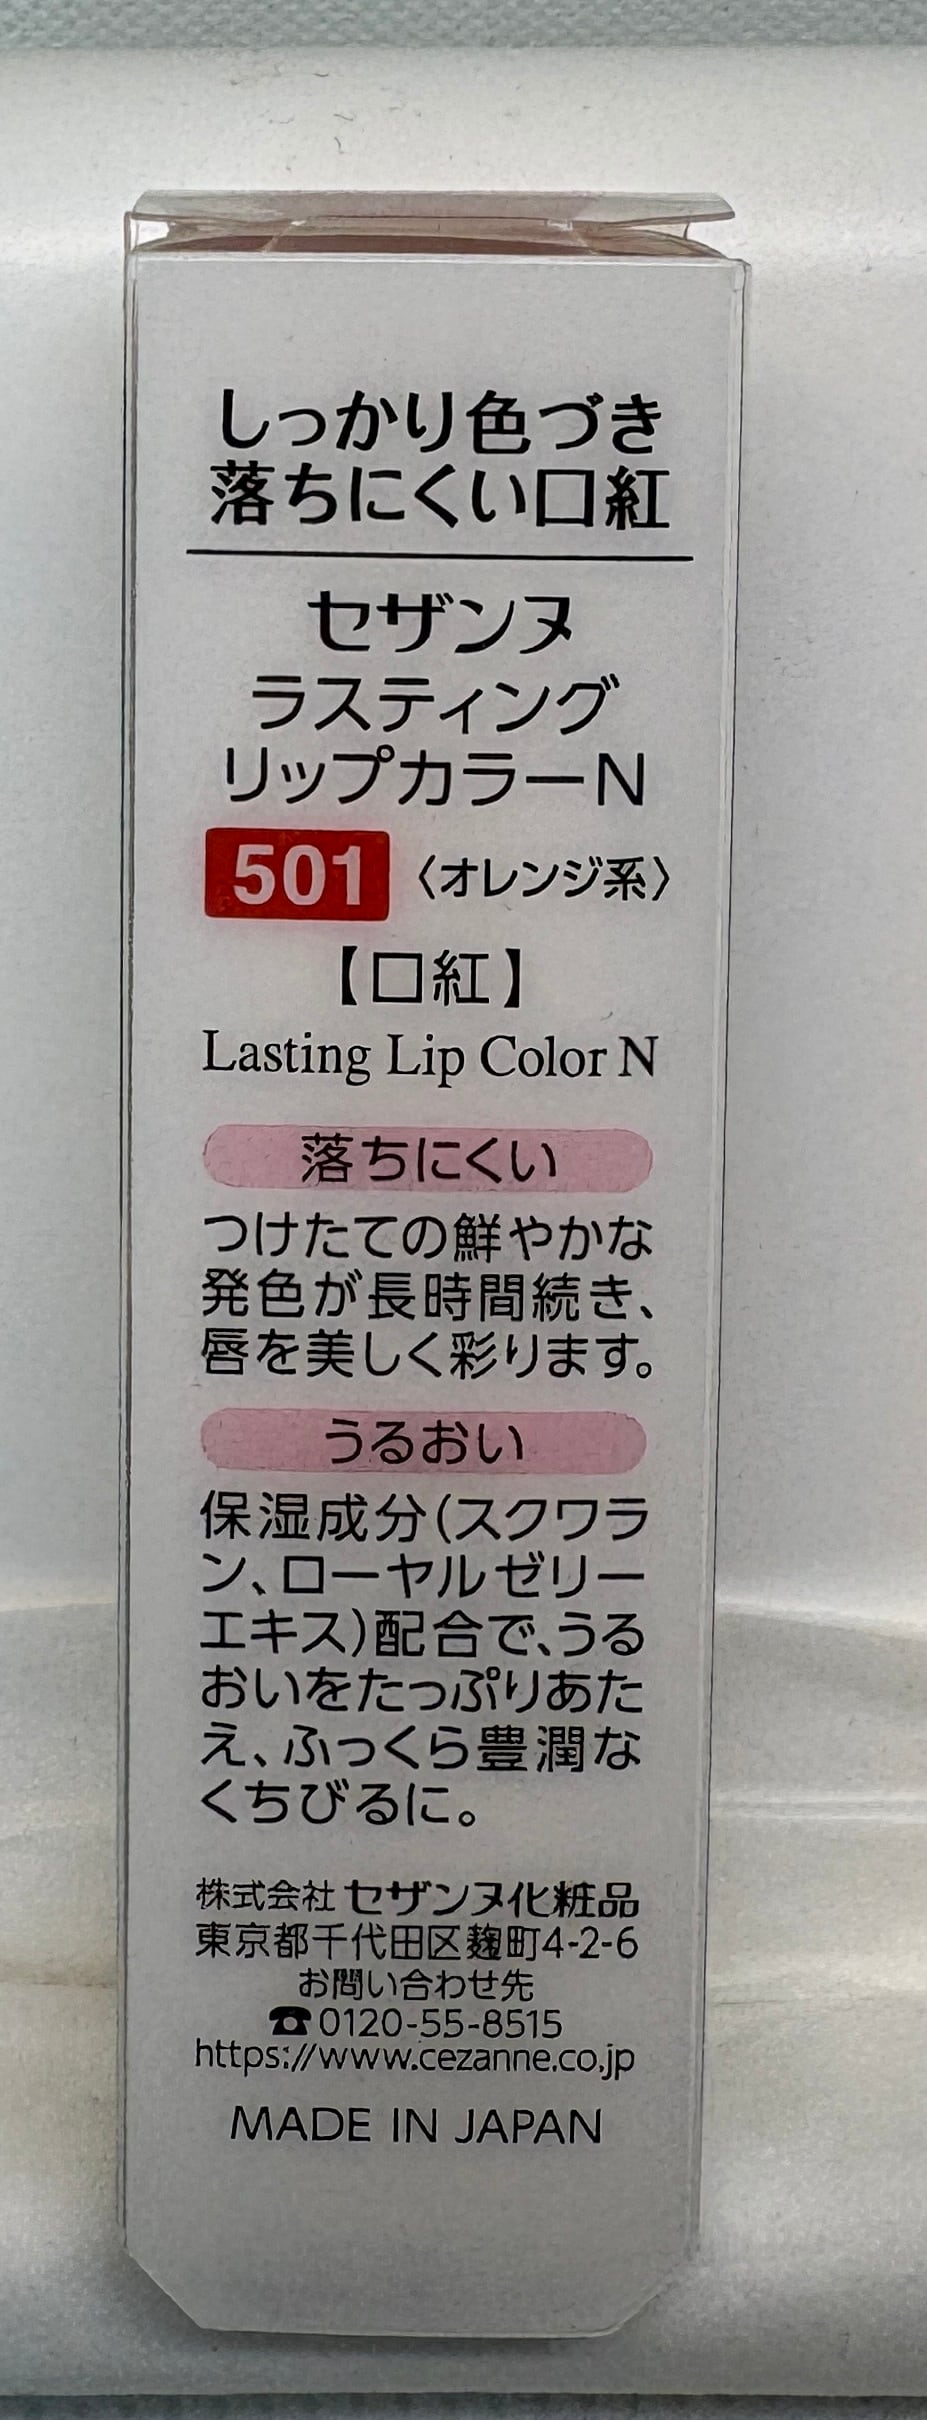 しっかり色づき
落ちにくい口紅
セザンヌ
ラスティング
リップカラーN
501 〈オレンジ系〉
【口紅】
Lasting Lip Color N
落ちにくい
つけたての鮮やかな
発色が長時間続き、
唇を美しく彩ります。
うるおい
保湿成分(スクワラ
ン、ローヤルゼリー
エキス)配合で、うる
おいをたっぷりあた
え、ふっくら豊潤な
くちびるに。
株式会社 セザンヌ化粧品
東京都千代田区麹町4-2-6
お問い合わせ先
☎0120-55-8515
https://www.cezanne.co.jp
MADE IN JAPAN